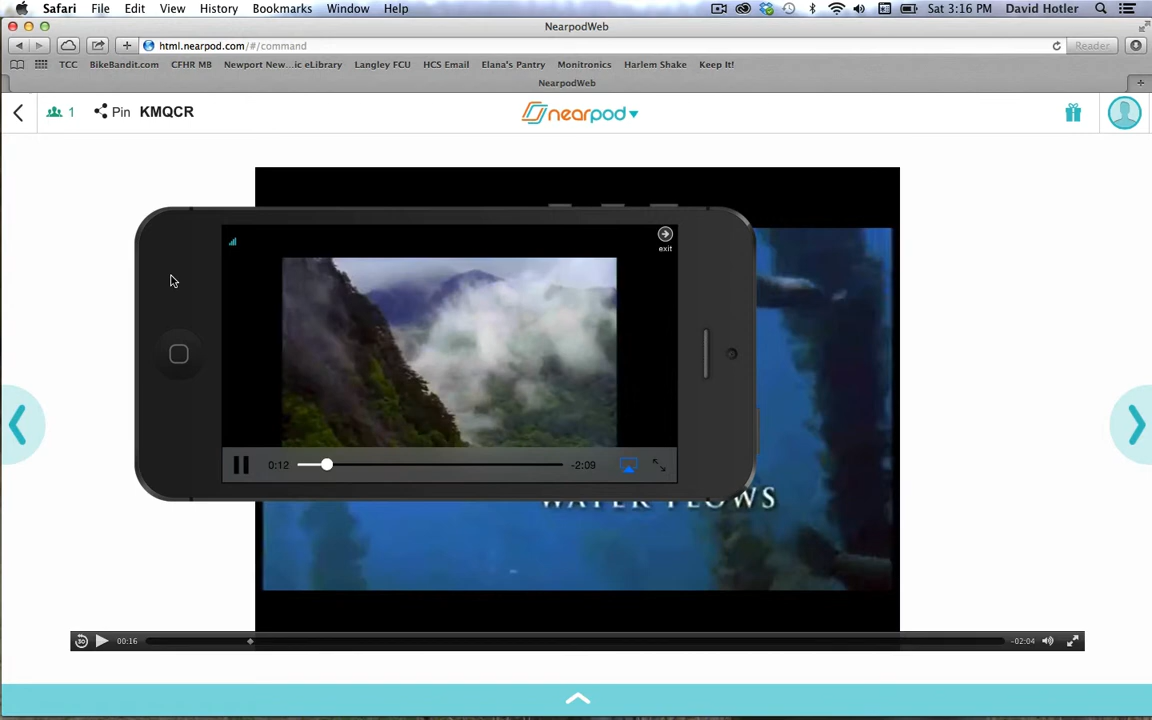 Safari File Edit View History Bookmarks Window Help Sat 3:16 PM David Hotler
NearpodWeb
html.nearpod.com/#/command Reader
TCC BikeBandit.com CFHR MB Newport New...ic eLibrary Langley FCU HCS Email Elana's Pantry Monitronics Harlem Shake Keep It!
NearpodWeb
1 Pin KMQCR nearpod
exit
0:12 -2:09
WATER FLOWS
30 00:16 -02:04